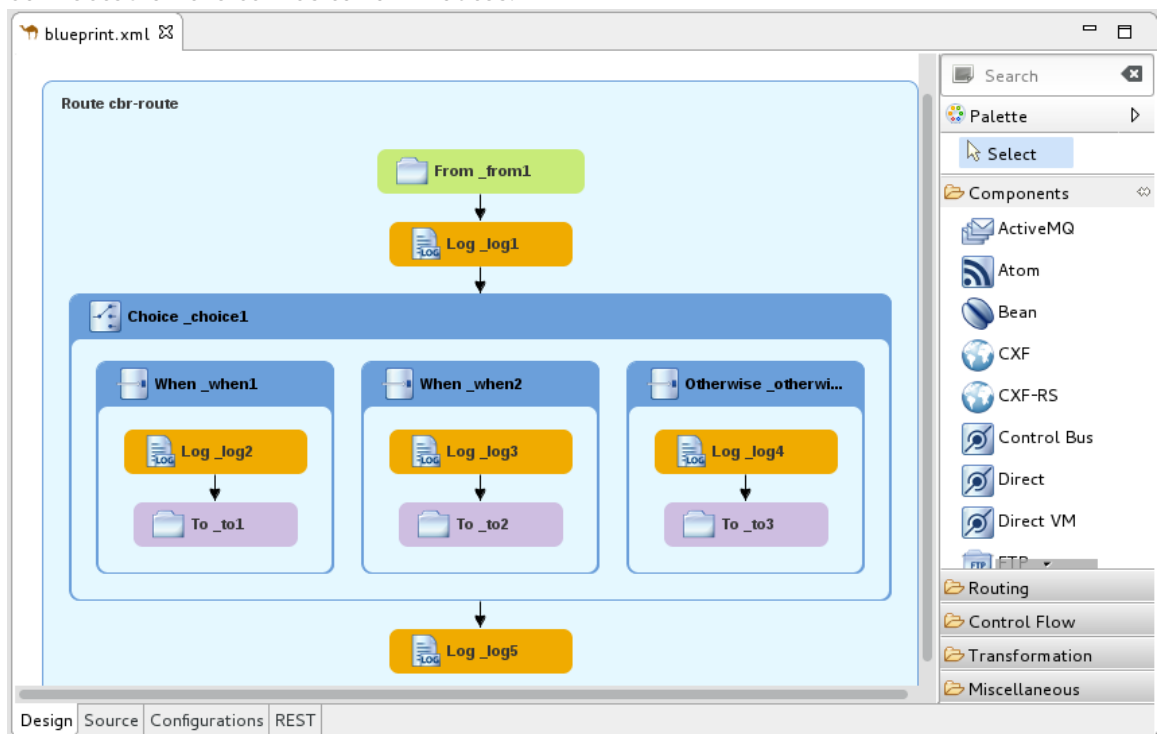 blueprint.xml
Search
Route cbr-route
Palette
From _from1
Select
Components
Log _log1
ActiveMQ
Atom
Choice _choice1
Bean
CXF
When _when1 When _when2 Otherwise _otherwi...
CXF-RS
Log _log2 Log _log3 Log _log4
Control Bus
Direct
To _to1 To _to2 To _to3
Direct VM
FTP
Routing
Control Flow
Log _log5
Transformation
Miscellaneous
Design Source Configurations REST